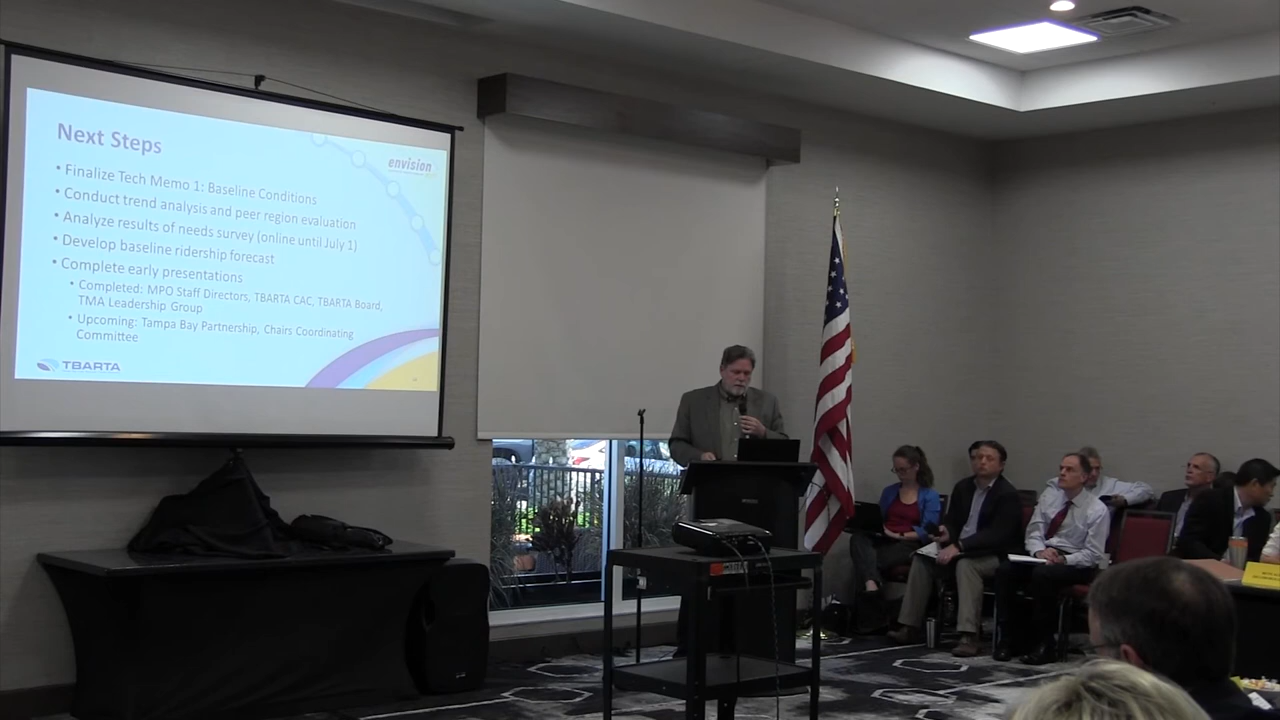 Next Steps
envision
• Finalize Tech Memo 1: Baseline Conditions
• Conduct trend analysis and peer region evaluation
• Analyze results of needs survey (online until July 1)
• Develop baseline ridership forecast
• Complete early presentations
• Completed: MPO Staff Directors, TBARTA CAC, TBARTA Board,
TMA Leadership Group
• Upcoming: Tampa Bay Partnership, Chairs Coordinating
Committee
TBARTA